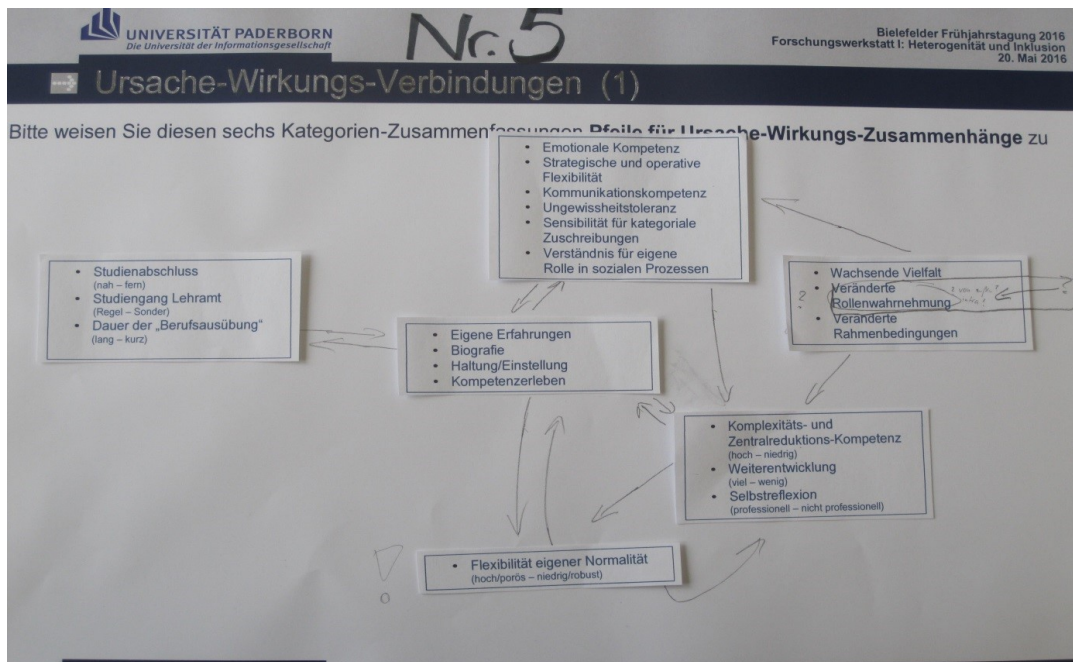 UNIVERSITÄT PADERBORN
Die Universität der Informationsgesellschaft
Nr. 5
Bielefelder Frühjahrstagung 2016
Forschungswerkstatt I: Heterogenität und Inklusion
20. Mai 2016
Ursache-Wirkungs-Verbindungen (1)
Bitte weisen Sie diesen sechs Kategorien-Zusammenfassungen Pfeile für Ursache-Wirkungs-Zusammenhänge zu
• Emotionale Kompetenz
• Strategische und operative
Flexibilität
• Kommunikationskompetenz
• Ungewissheitstoleranz
• Sensibilität für kategoriale
Zuschreibungen
• Verständnis für eigene
Rolle in sozialen Prozessen
• Studienabschluss
(nah – fern)
• Studiengang Lehramt
(Regel – Sonder)
• Dauer der „Berufsausübung“
(lang – kurz)
• Wachsende Vielfalt
• Veränderte
Rollenwahrnehmung
• Veränderte
Rahmenbedingungen
?
?
• Eigene Erfahrungen
• Biografie
• Haltung/Einstellung
• Kompetenzerleben
• Komplexitäts- und
Zentralreduktions-Kompetenz
(hoch – niedrig)
• Weiterentwicklung
(viel – wenig)
• Selbstreflexion
(professionell – nicht professionell)
• Flexibilität eigener Normalität
(hoch/porös – niedrig/robust)
!